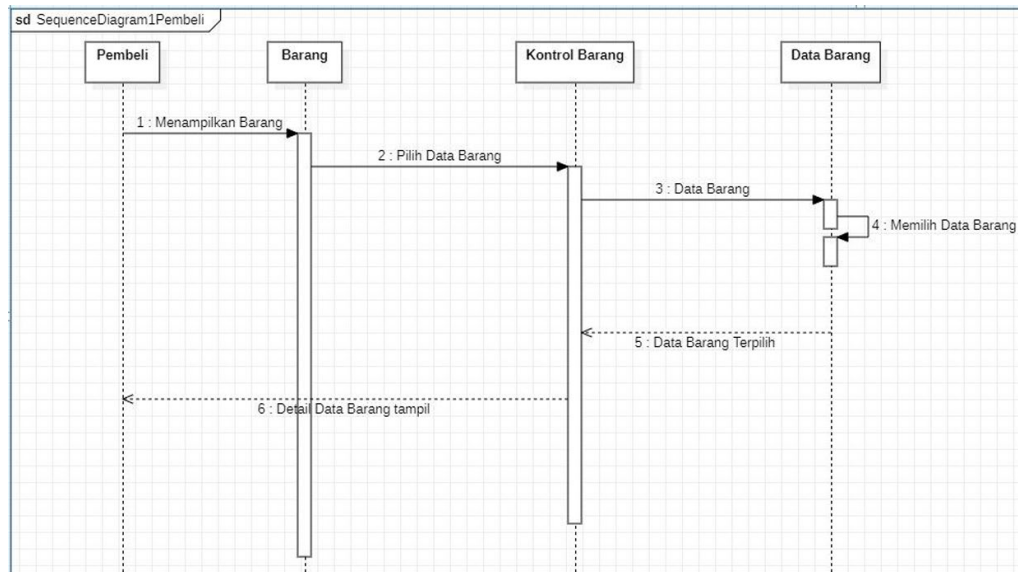 sd SequenceDiagram1Pembeli
Pembeli
Barang
Kontrol Barang
Data Barang
1 : Menampilkan Barang
2 : Pilih Data Barang
3 : Data Barang
4 : Memilih Data Barang
5 : Data Barang Terpilih
6 : Detail Data Barang tampil